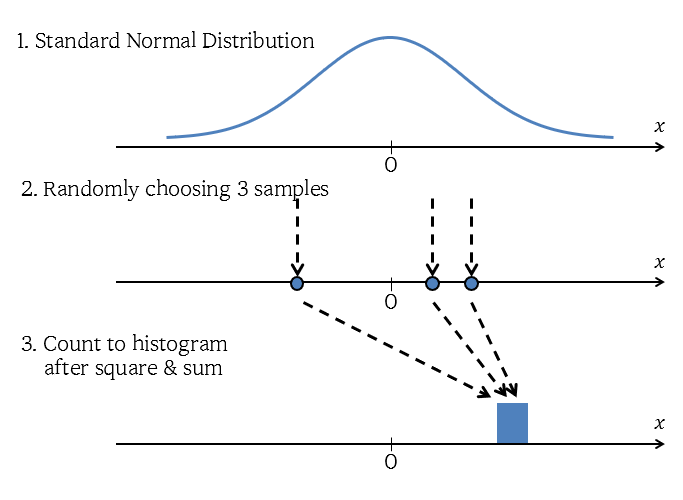 1. Standard Normal Distribution
x
0
2. Randomly choosing 3 samples
x
0
3. Count to histogram
after square & sum
x
0